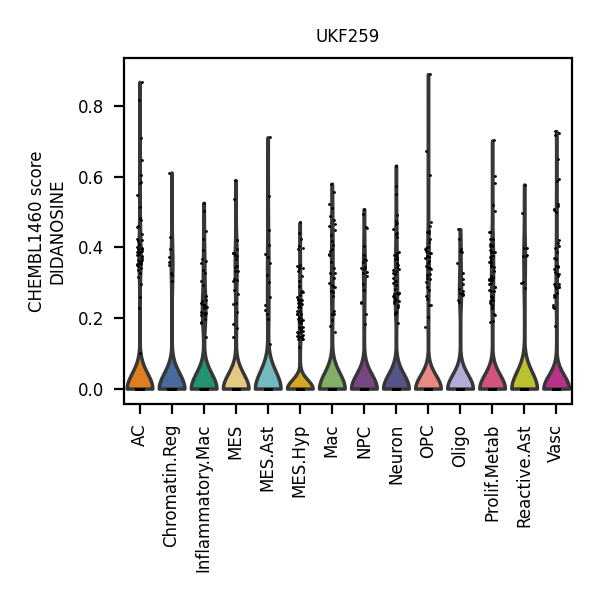 UKF259
CHEMBL1460 score
DIDANOSINE
0.8
0.6
0.4
0.2
0.0
AC
Chromatin.Reg
Inflammatory.Mac
MES
MES.Ast
MES.Hyp
Mac
NPC
Neuron
OPC
Oligo
Prolif.Metab
Reactive.Ast
Vasc